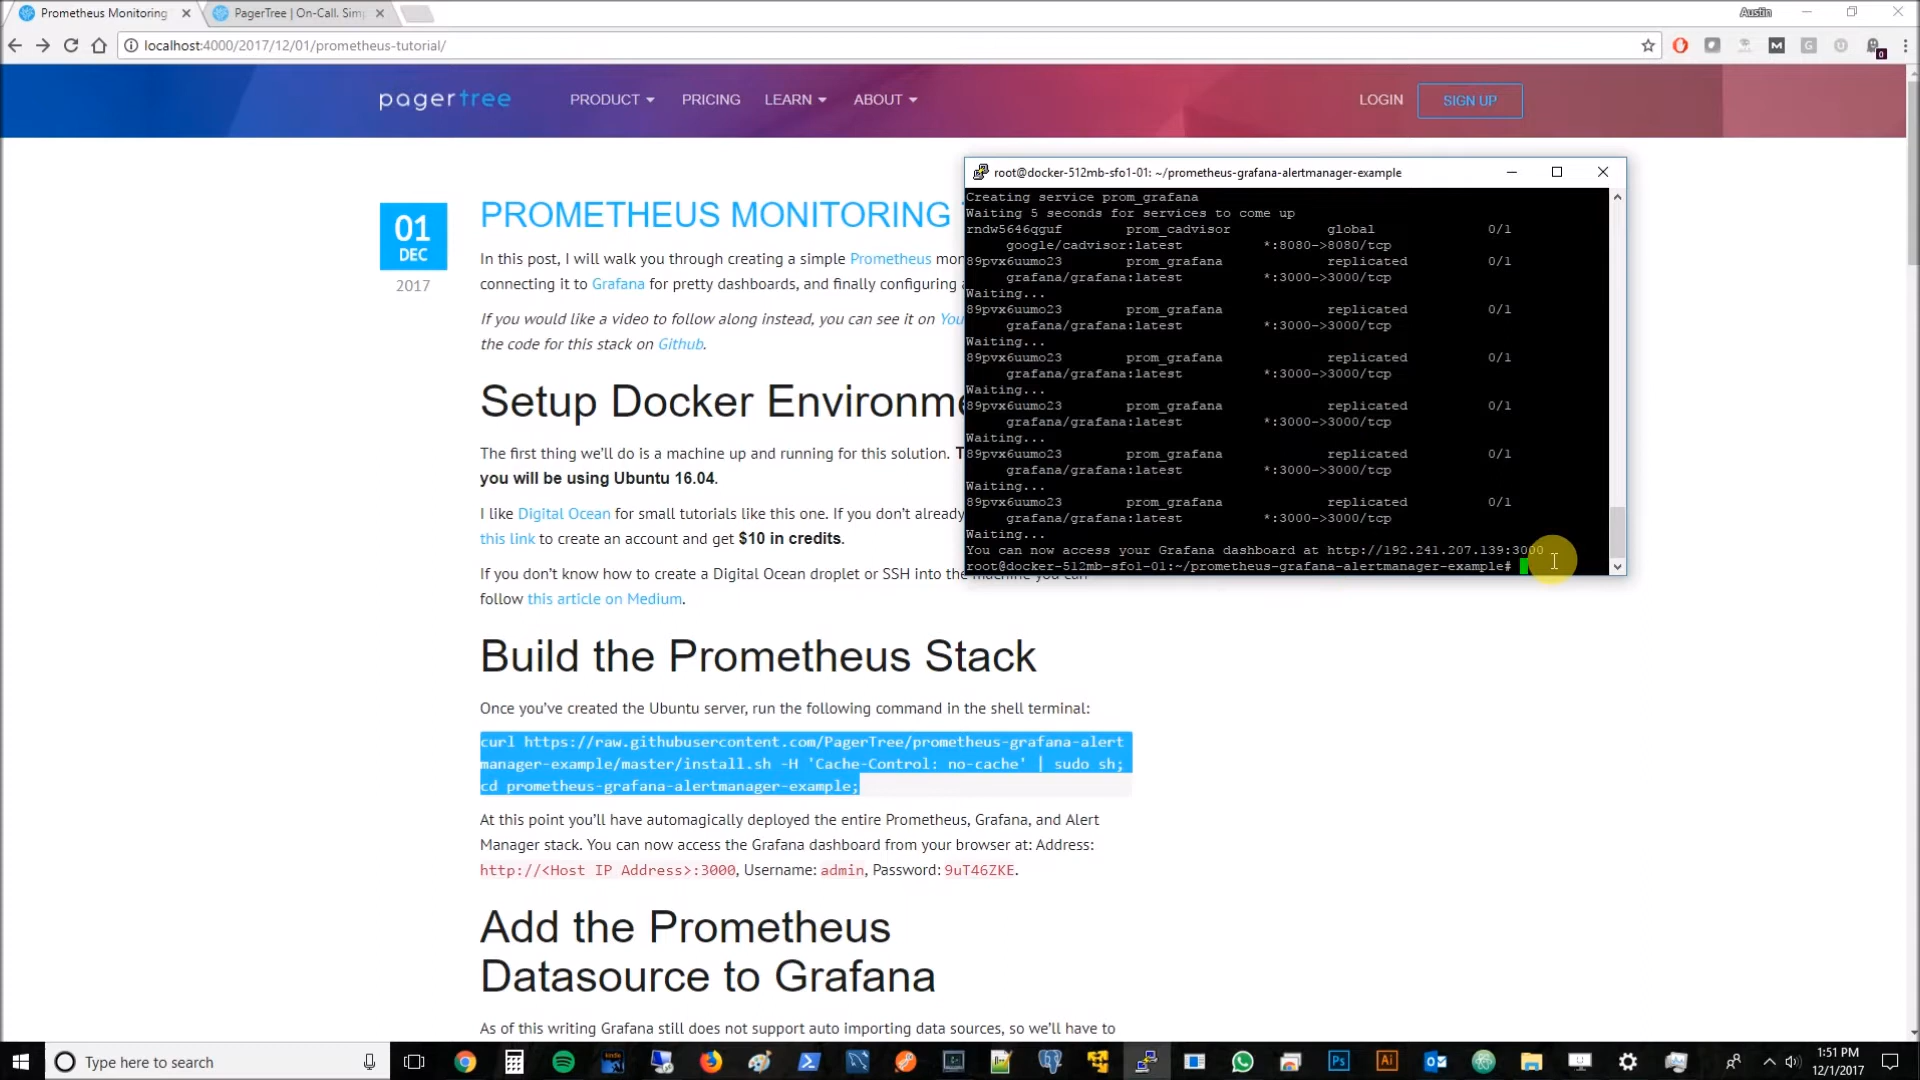 Prometheus Monitoring
PagerTree | On-Call. Sim
Austin
localhost:4000/2017/12/01/prometheus-tutorial/
pagertree
PRODUCT
PRICING
LEARN
ABOUT
LOGIN
SIGN UP
01
DEC
2017
PROMETHEUS MONITORING
In this post, I will walk you through creating a simple Prometheus mon
connecting it to Grafana for pretty dashboards, and finally configuring
If you would like a video to follow along instead, you can see it on You
the code for this stack on Github.
Setup Docker Environme
The first thing we'll do is a machine up and running for this solution. T
you will be using Ubuntu 16.04.
I like Digital Ocean for small tutorials like this one. If you don't already
this link to create an account and get $10 in credits.
If you don't know how to create a Digital Ocean droplet or SSH into the machine you can
follow this article on Medium.
Build the Prometheus Stack
Once you've created the Ubuntu server, run the following command in the shell terminal:
curl https://raw.githubusercontent.com/PagerTree/prometheus-grafana-alert
manager-example/master/install.sh -H 'Cache-Control: no-cache' | sudo sh;
cd prometheus-grafana-alertmanager-example;
At this point you'll have automagically deployed the entire Prometheus, Grafana, and Alert
Manager stack. You can now access the Grafana dashboard from your browser at: Address:
http://<Host IP Address>:3000, Username: admin, Password: 9uT46ZKE.
Add the Prometheus
Datasource to Grafana
As of this writing Grafana still does not support auto importing data sources, so we'll have to
root@docker-512mb-sfo1-01: ~/prometheus-grafana-alertmanager-example
Creating service prom_grafana
Waiting 5 seconds for services to come up
rndw5646qguf prom_cadvisor global 0/1
google/cadvisor:latest *:8080->8080/tcp
89pvx6uumo23 prom_grafana replicated 0/1
grafana/grafana:latest *:3000->3000/tcp
Waiting...
89pvx6uumo23 prom_grafana replicated 0/1
grafana/grafana:latest *:3000->3000/tcp
Waiting...
89pvx6uumo23 prom_grafana replicated 0/1
grafana/grafana:latest *:3000->3000/tcp
Waiting...
89pvx6uumo23 prom_grafana replicated 0/1
grafana/grafana:latest *:3000->3000/tcp
Waiting...
89pvx6uumo23 prom_grafana replicated 0/1
grafana/grafana:latest *:3000->3000/tcp
Waiting...
89pvx6uumo23 prom_grafana replicated 0/1
grafana/grafana:latest *:3000->3000/tcp
Waiting...
You can now access your Grafana dashboard at http://192.241.207.139:3000
root@docker-512mb-sfo1-01:~/prometheus-grafana-alertmanager-example#
Type here to search
1:51 PM
12/1/2017